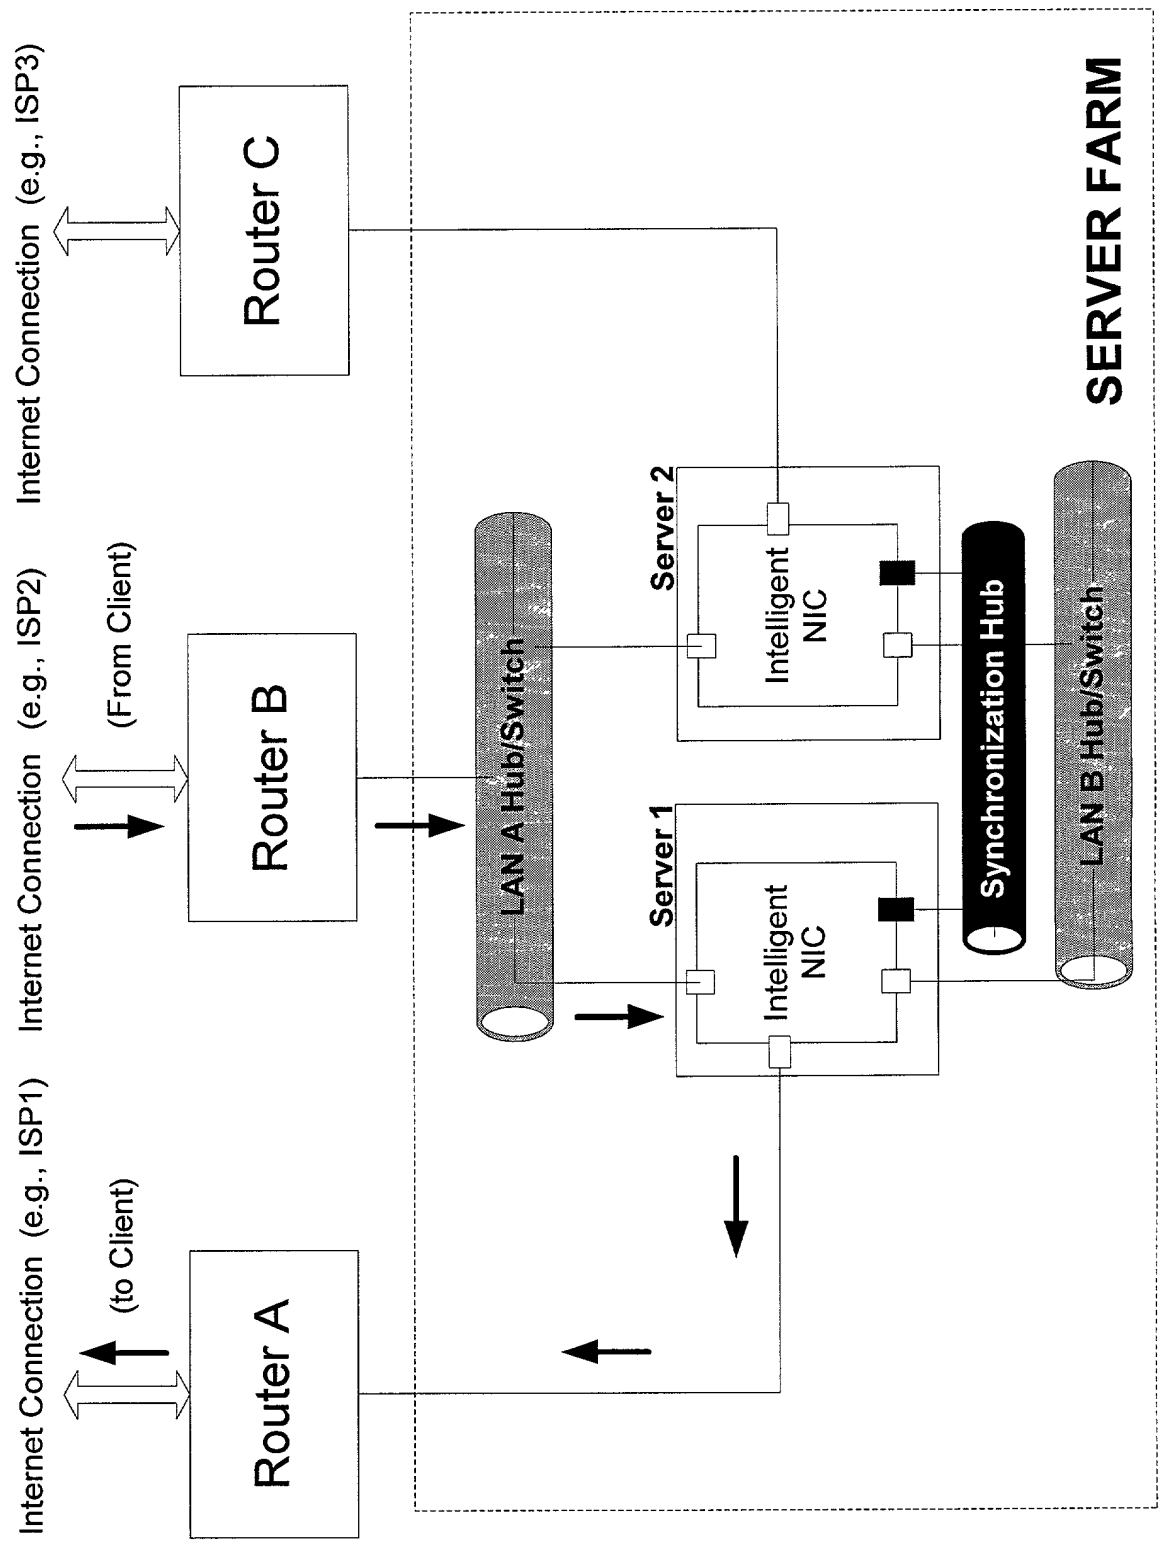 Internet Connection (e.g., ISP1)
(to Client)
Router A
Internet Connection (e.g., ISP2)
(From Client)
Router B
Internet Connection (e.g., ISP3)
Router C
LAN A Hub/Switch
Server 1
Intelligent
NIC
Server 2
Intelligent
NIC
Synchronization Hub
LAN B Hub/Switch
SERVER FARM